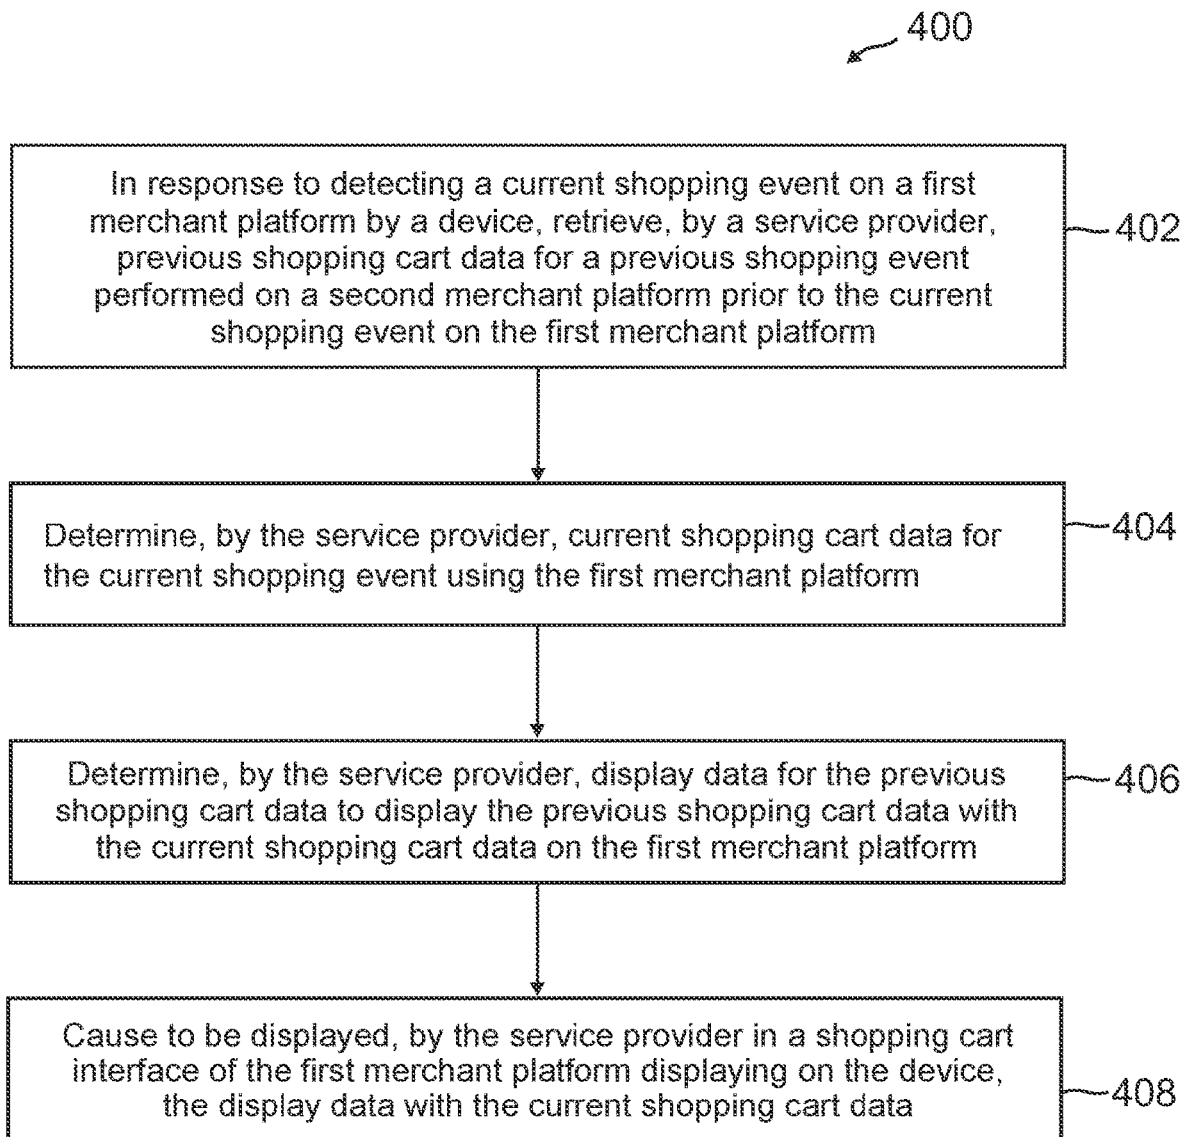 400
In response to detecting a current shopping event on a first
merchant platform by a device, retrieve, by a service provider,
previous shopping cart data for a previous shopping event
performed on a second merchant platform prior to the current
shopping event on the first merchant platform
402
Determine, by the service provider, current shopping cart data for
the current shopping event using the first merchant platform
404
Determine, by the service provider, display data for the previous
shopping cart data to display the previous shopping cart data with
the current shopping cart data on the first merchant platform
406
Cause to be displayed, by the service provider in a shopping cart
interface of the first merchant platform displaying on the device,
the display data with the current shopping cart data
408